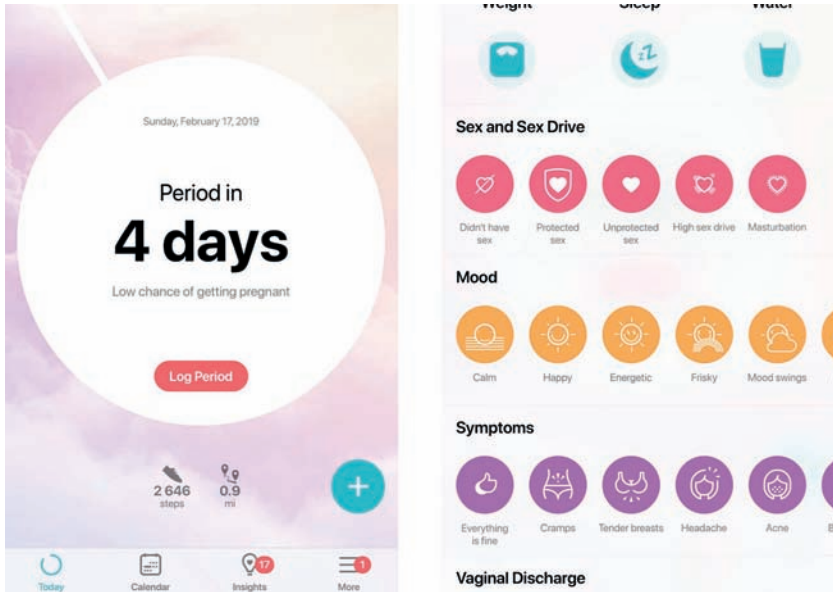 Sunday, February 17, 2019
Period in
4 days
Low chance of getting pregnant
Log Period
2 646
steps
0.9
mi
17
1
Today
Calendar
Insights
More
Weight
Sleep
Water
Sex and Sex Drive
Didn't have
sex
Protected
sex
Unprotected
sex
High sex drive
Masturbation
Mood
Calm
Happy
Energetic
Frisky
Mood swings
Symptoms
Everything
is fine
Cramps
Tender breasts
Headache
Acne
Vaginal Discharge